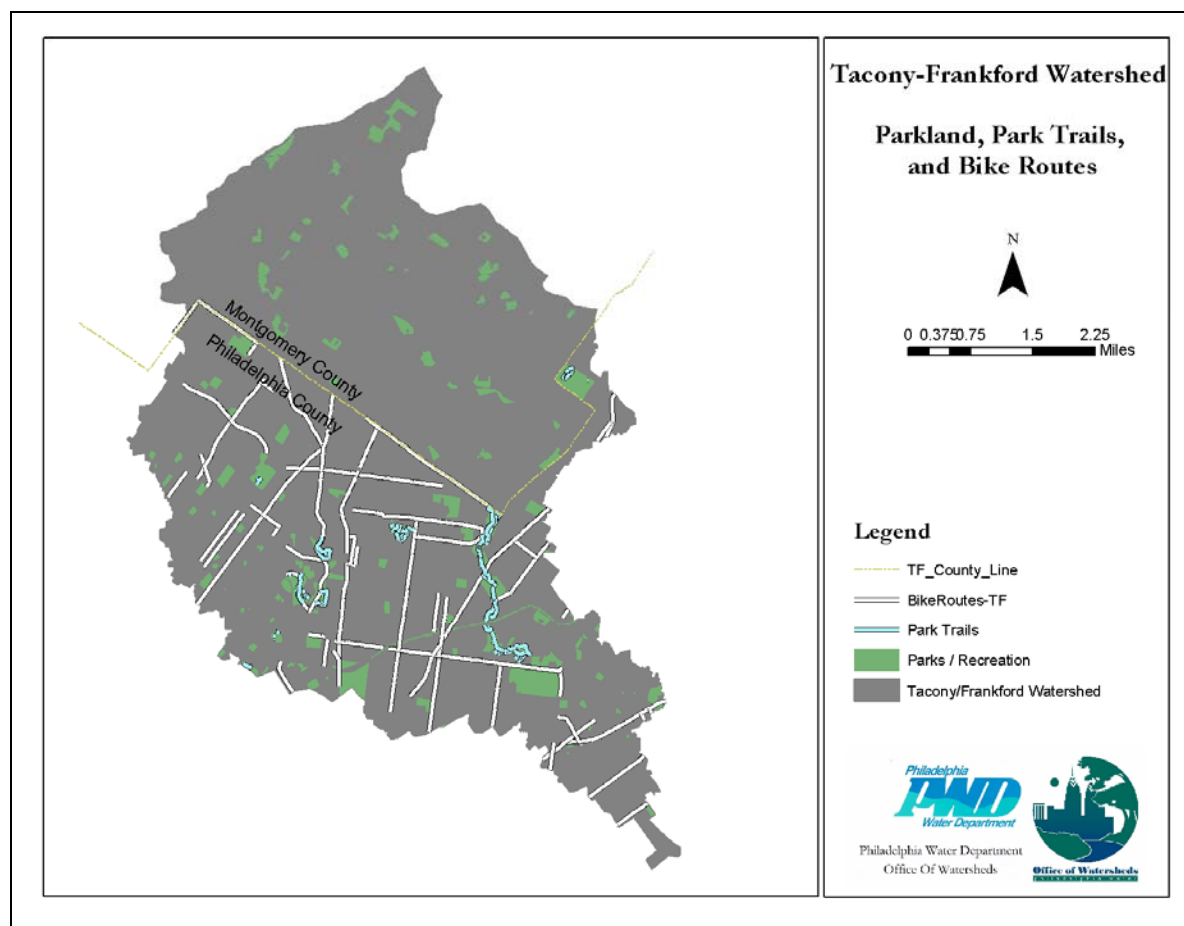 Tacony-Frankford Watershed
Parkland, Park Trails,
and Bike Routes
N
0 0.375 0.75 1.5 2.25
Miles
Montgomery County
Philadelphia County
Legend
TF_County_Line
BikeRoutes-TF
Park Trails
Parks / Recreation
Tacony/Frankford Watershed
Philadelphia
PWD
Water Department
Philadelphia Water Department
Office Of Watersheds
Office of Watersheds